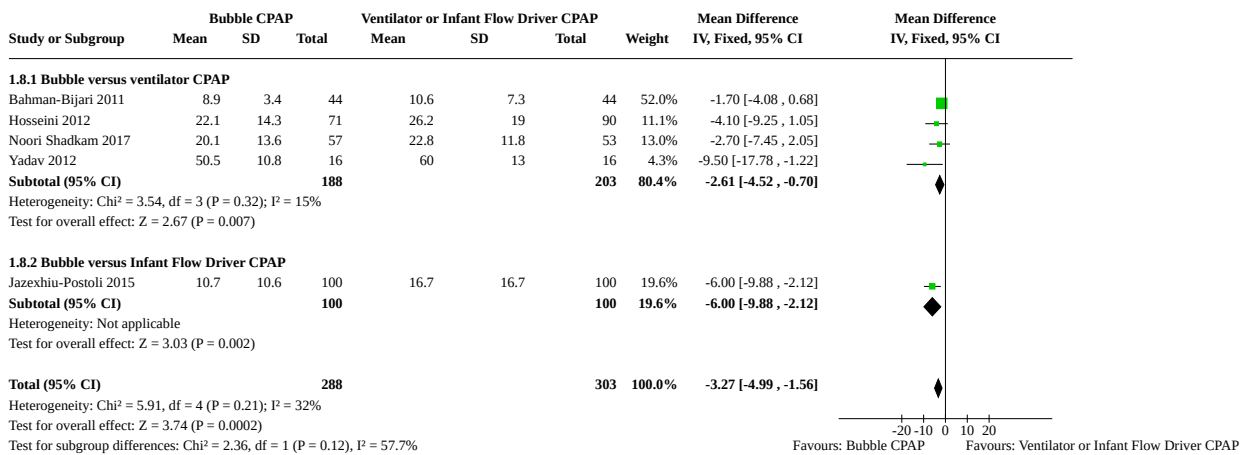 Bubble CPAP Ventilator or Infant Flow Driver CPAP Mean Difference Mean Difference
Study or Subgroup Mean SD Total Mean SD Total Weight IV, Fixed, 95% CI IV, Fixed, 95% CI
1.8.1 Bubble versus ventilator CPAP
Bahman-Bijari 2011 8.9 3.4 44 10.6 7.3 44 52.0% -1.70 [-4.08 , 0.68]
Hosseini 2012 22.1 14.3 71 26.2 19 90 11.1% -4.10 [-9.25 , 1.05]
Noori Shadkam 2017 20.1 13.6 57 22.8 11.8 53 13.0% -2.70 [-7.45 , 2.05]
Yadav 2012 50.5 10.8 16 60 13 16 4.3% -9.50 [-17.78 , -1.22]
Subtotal (95% CI) 188 203 80.4% -2.61 [-4.52 , -0.70]
Heterogeneity: Chi² = 3.54, df = 3 (P = 0.32); I² = 15%
Test for overall effect: Z = 2.67 (P = 0.007)
1.8.2 Bubble versus Infant Flow Driver CPAP
Jazexhiu-Postoli 2015 10.7 10.6 100 16.7 16.7 100 19.6% -6.00 [-9.88 , -2.12]
Subtotal (95% CI) 100 100 19.6% -6.00 [-9.88 , -2.12]
Heterogeneity: Not applicable
Test for overall effect: Z = 3.03 (P = 0.002)
Total (95% CI) 288 303 100.0% -3.27 [-4.99 , -1.56]
Heterogeneity: Chi² = 5.91, df = 4 (P = 0.21); I² = 32%
Test for overall effect: Z = 3.74 (P = 0.0002)
-20 -10 0 10 20
Test for subgroup differences: Chi² = 2.36, df = 1 (P = 0.12), I² = 57.7% Favours: Bubble CPAP Favours: Ventilator or Infant Flow Driver CPAP